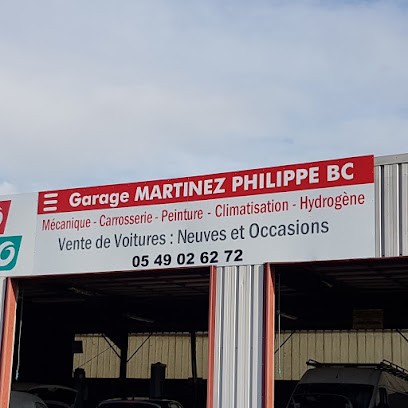 Garage MARTINEZ PHILIPPE BC
Mécanique - Carrosserie - Peinture - Climatisation - Hydrogène
Vente de Voitures : Neuves et Occasions
05 49 02 62 72